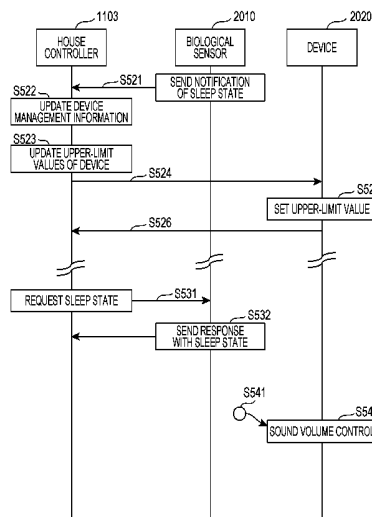 1103
2010
2020
HOUSE CONTROLLER
BIOLOGICAL SENSOR
DEVICE
S521
SEND NOTIFICATION OF SLEEP STATE
S522
UPDATE DEVICE MANAGEMENT INFORMATION
S523
UPDATE UPPER-LIMIT VALUES OF DEVICE
S524
S52
SET UPPER-LIMIT VALUE
S526
REQUEST SLEEP STATE
S531
S532
SEND RESPONSE WITH SLEEP STATE
S541
S54
SOUND VOLUME CONTROL